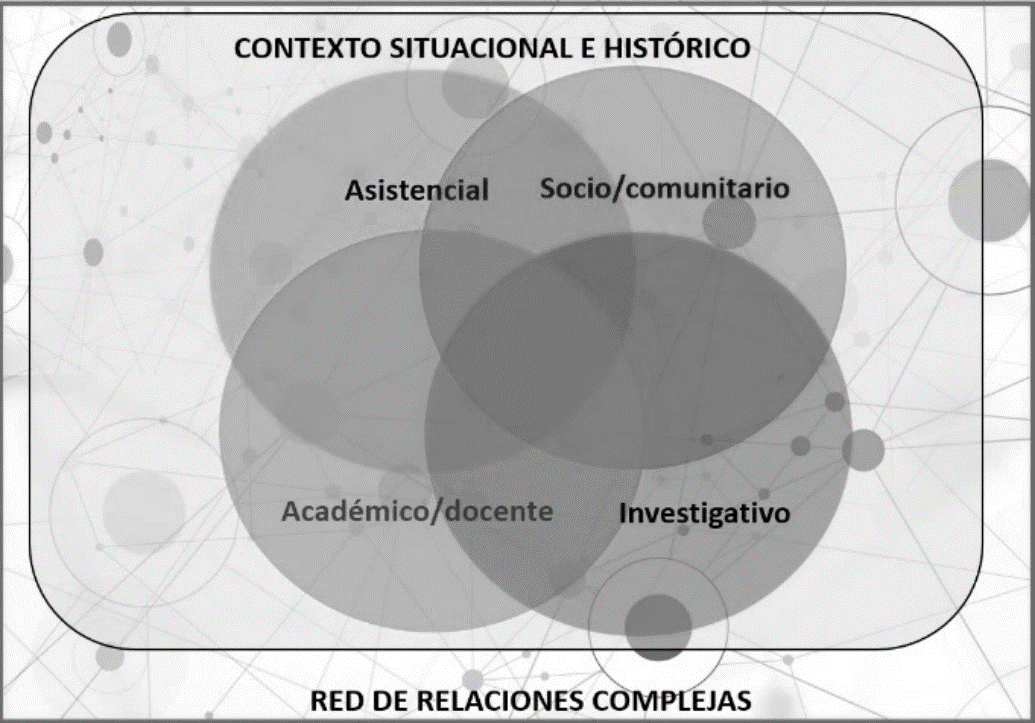 CONTEXTO SITUACIONAL E HISTÓRICO
Asistencial
Socio/comunitario
Académico/docente
Investigativo
RED DE RELACIONES COMPLEJAS